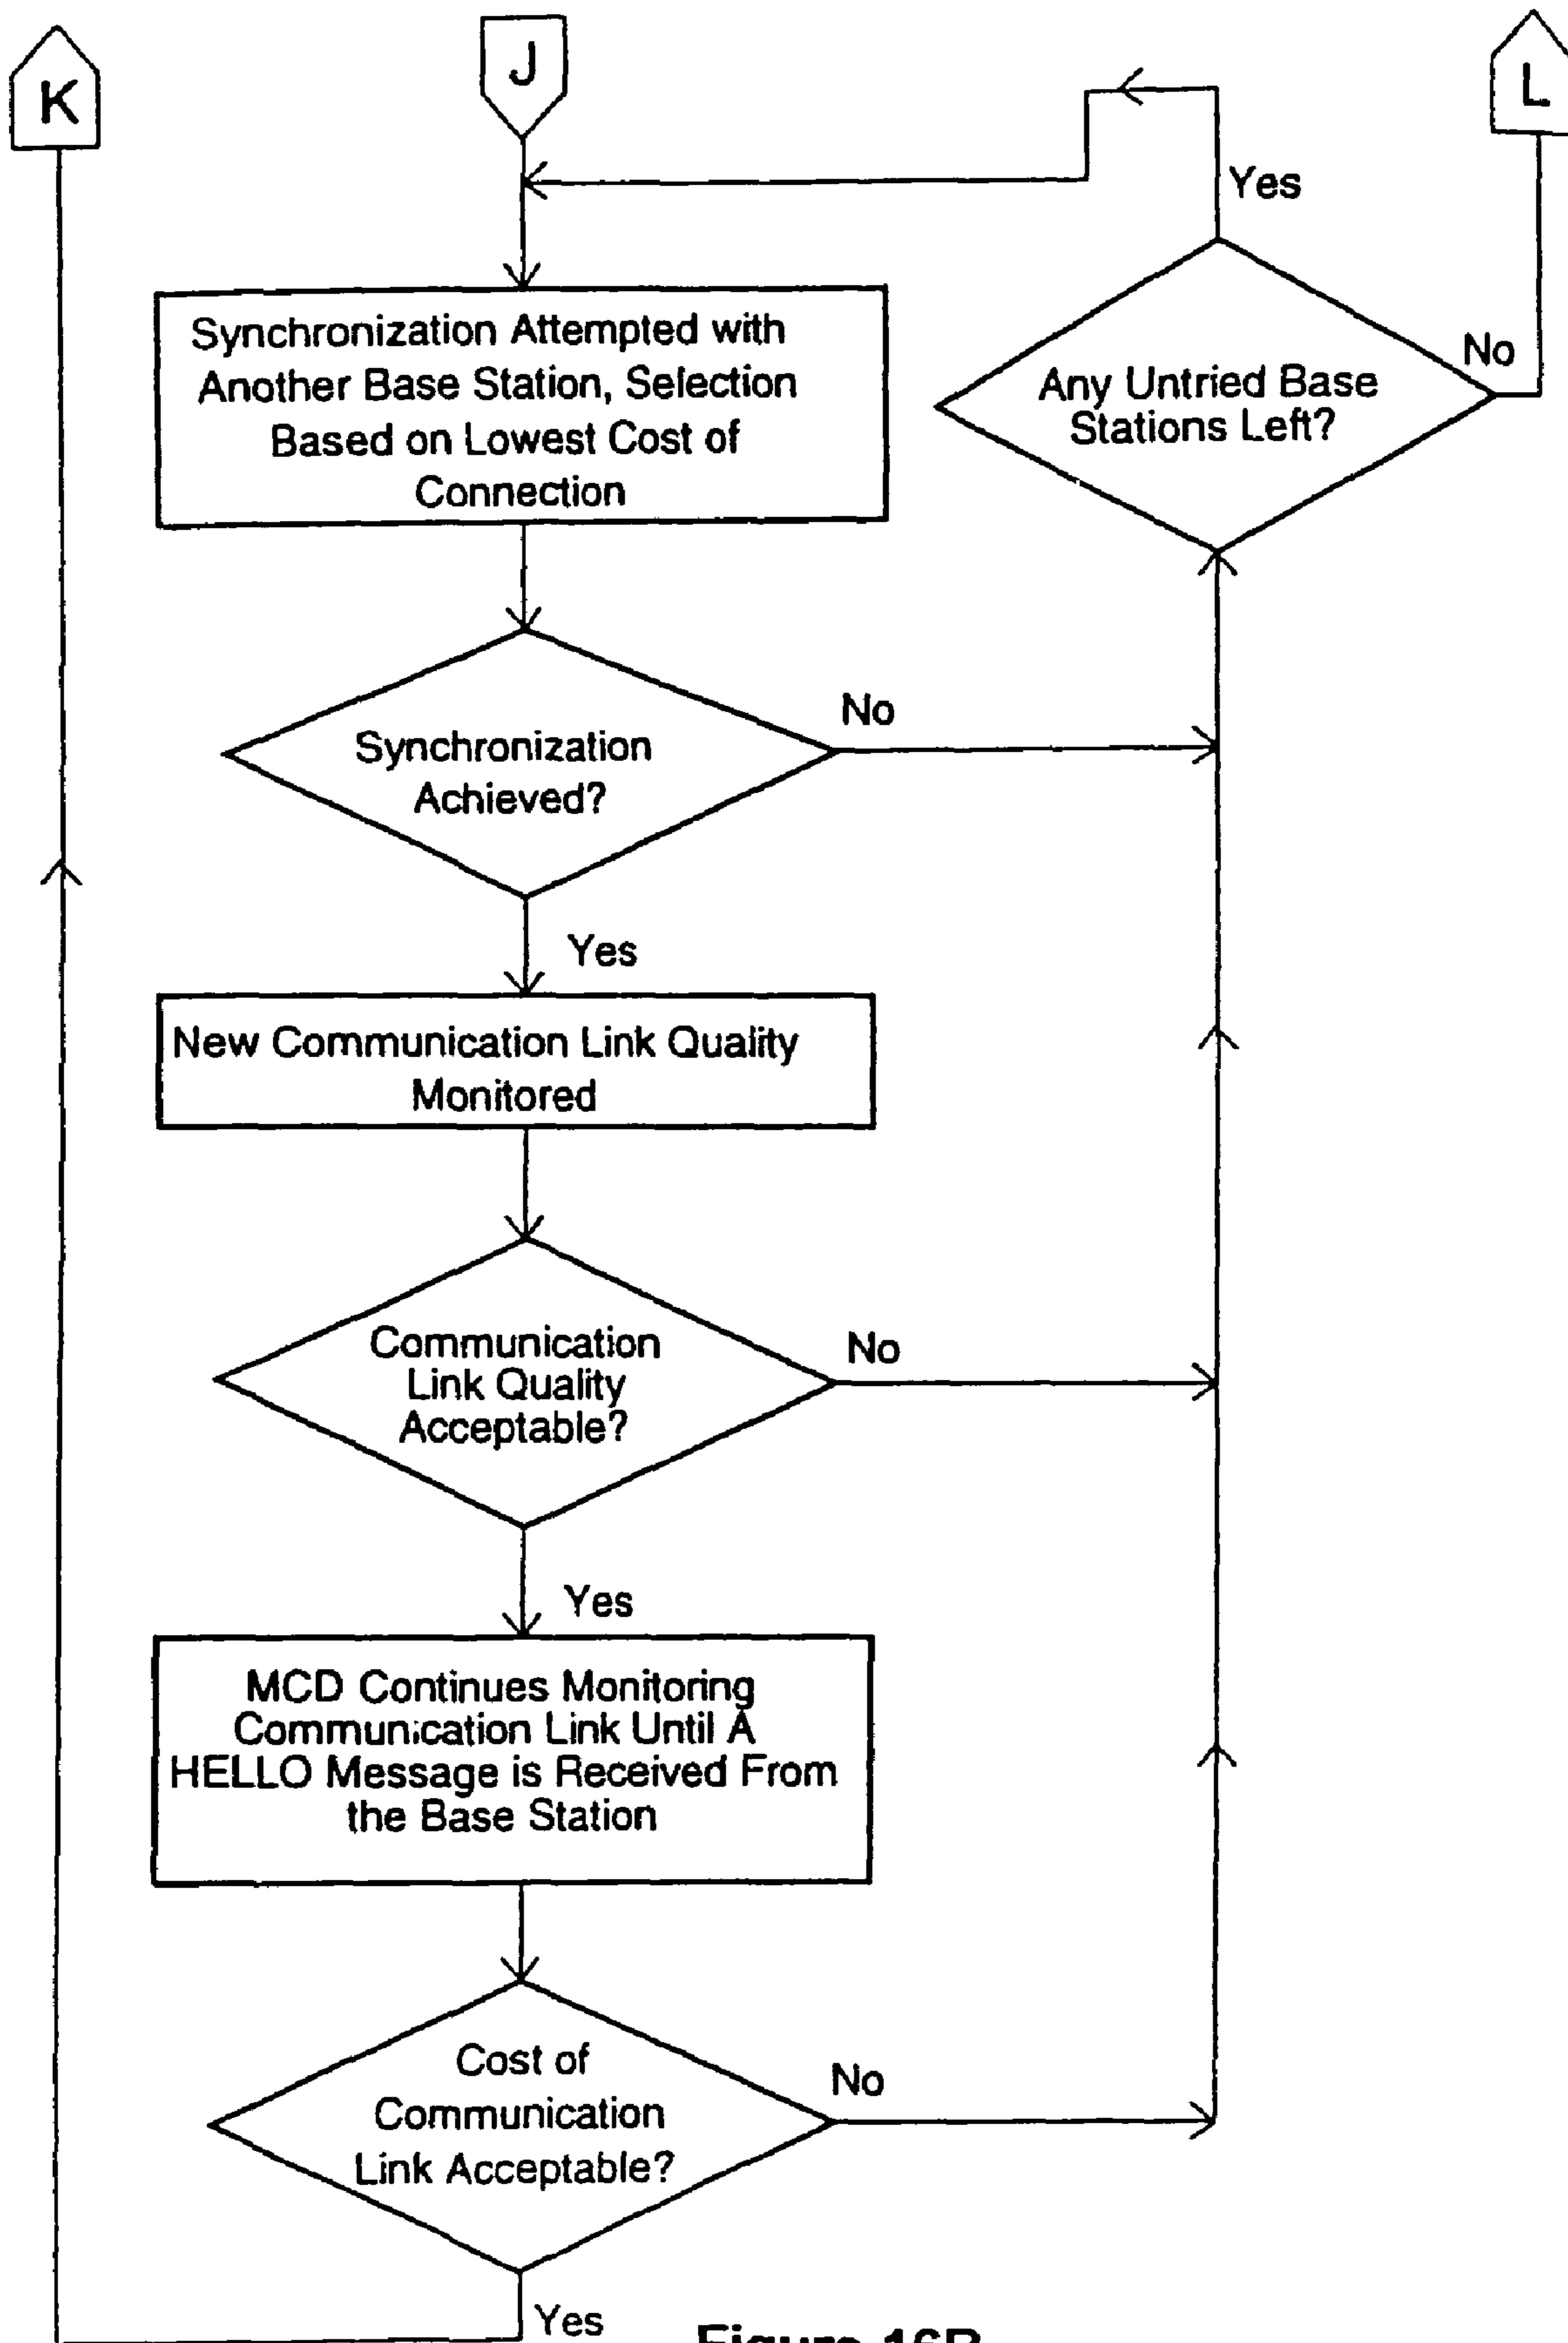 K
J
L
Yes
Synchronization Attempted with
Another Base Station, Selection
Based on Lowest Cost of
Connection
Any Untried Base
Stations Left?
No
Synchronization
Achieved?
No
Yes
New Communication Link Quality
Monitored
Communication
Link Quality
Acceptable?
No
Yes
MCD Continues Monitoring
Communication Link Until A
HELLO Message is Received From
the Base Station
Cost of
Communication
Link Acceptable?
No
Yes